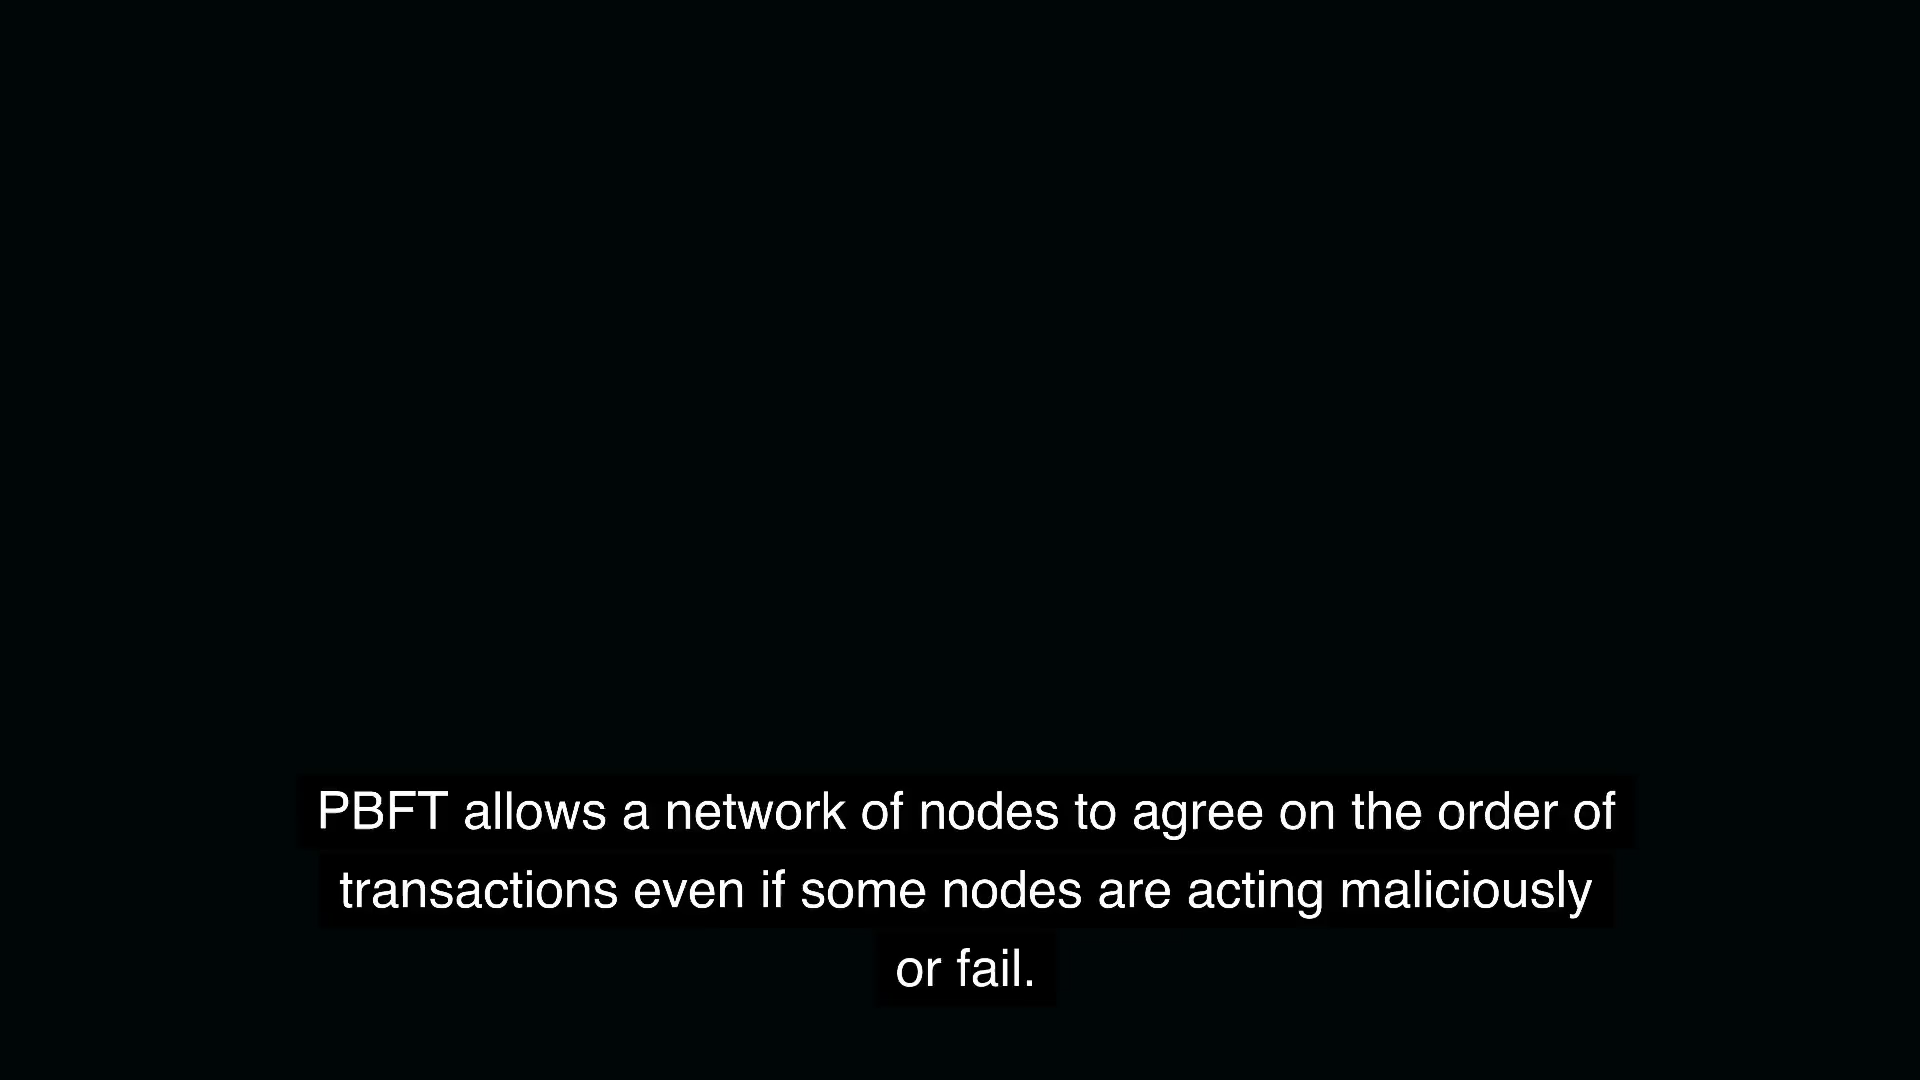 PBFT allows a network of nodes to agree on the order of
transactions even if some nodes are acting maliciously
or fail.